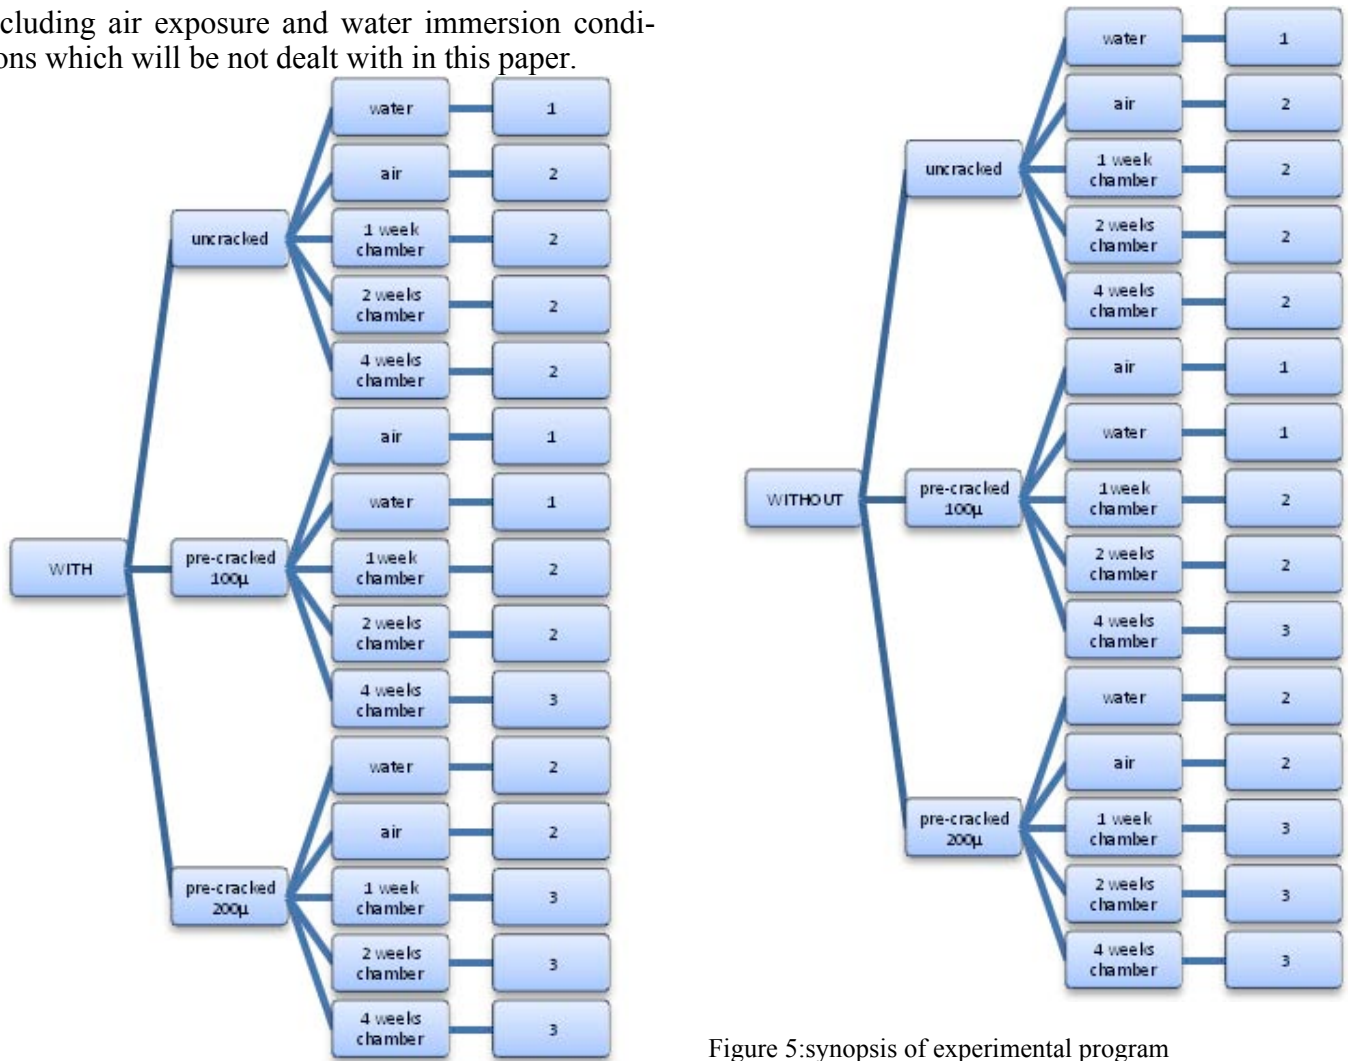 cluding air exposure and water immersion condi-
ons which will be not dealt with in this paper.
WITH
uncracked
water
1
air
2
1 week
chamber
2
2 weeks
chamber
2
4 weeks
chamber
2
pre-cracked
100µ
air
1
water
1
1week
chamber
2
2 weeks
chamber
2
4 weeks
chamber
3
pre-cracked
200µ
water
2
air
2
1 week
chamber
3
2 weeks
chamber
3
4 weeks
chamber
3
WITHOUT
uncracked
water
1
air
2
1 week
chamber
2
2 weeks
chamber
2
4 weeks
chamber
2
pre-cracked
100µ
air
1
water
1
1week
chamber
2
2 weeks
chamber
2
4 weeks
chamber
3
pre-cracked
200µ
water
2
air
2
1 week
chamber
3
2 weeks
chamber
3
4 weeks
chamber
3
Figure 5:synopsis of experimental program